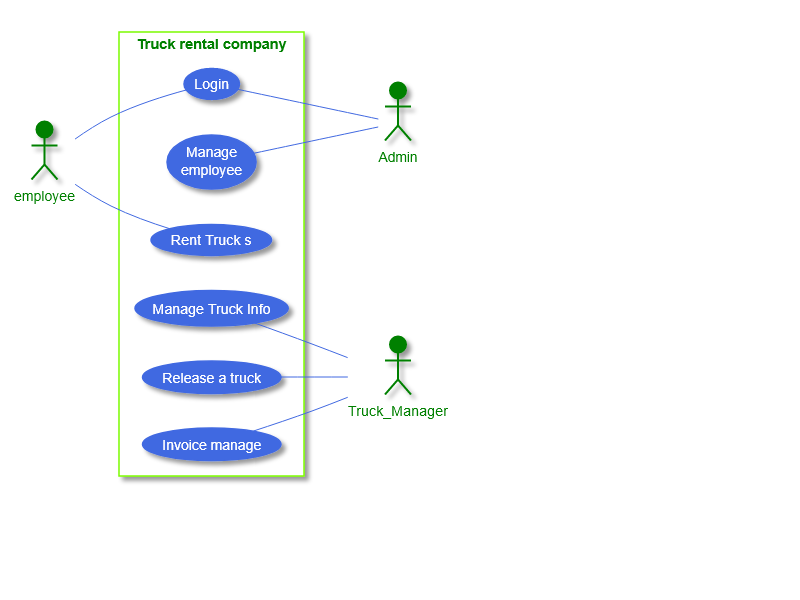 Truck rental company
Login
Admin
Manage
employee
employee
Rent Truck s
Manage Truck Info
Release a truck
Truck_Manager
Invoice manage